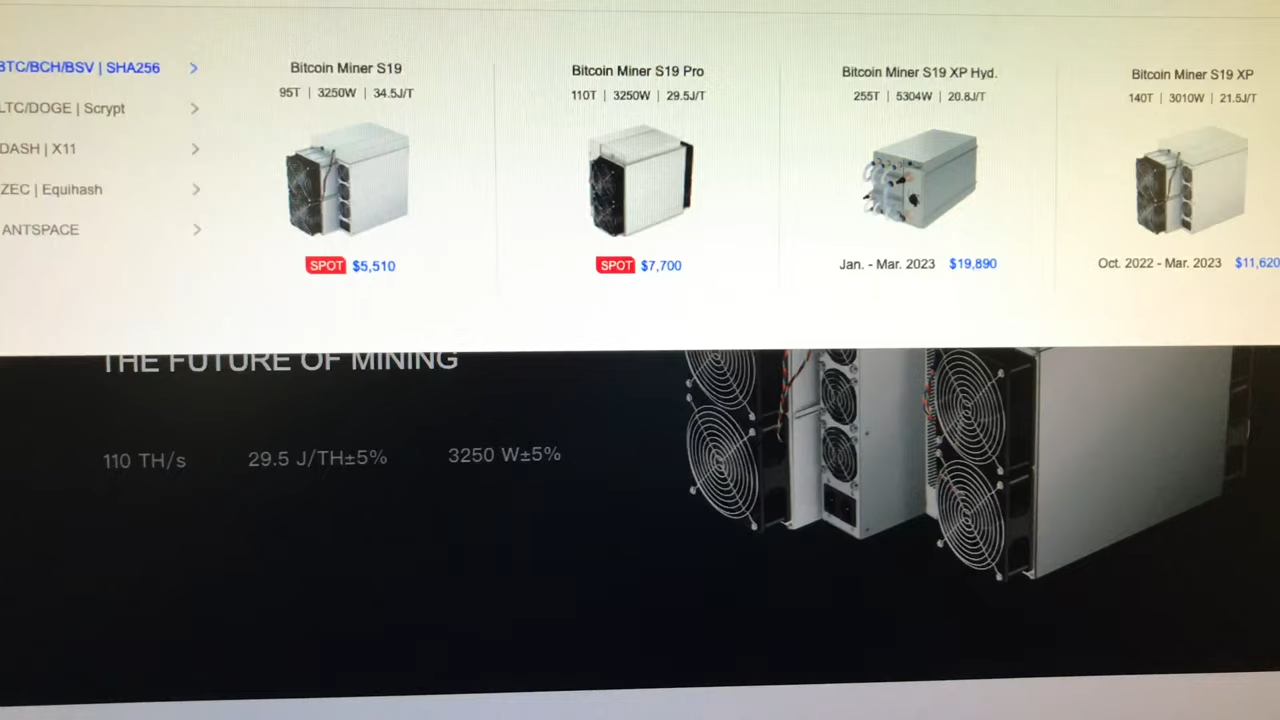 BTC/BCH/BSV | SHA256
LTC/DOGE | Scrypt
DASH | X11
ZEC | Equihash
ANTSPACE
Bitcoin Miner S19
95T | 3250W | 34.5J/T
SPOT $5,510
Bitcoin Miner S19 Pro
110T | 3250W | 29.5J/T
SPOT $7,700
Bitcoin Miner S19 XP Hyd.
255T | 5304W | 20.8J/T
Jan. - Mar. 2023 $19,890
Bitcoin Miner S19 XP
140T | 3010W | 21.5J/T
Oct. 2022 - Mar. 2023 $11,620
THE FUTURE OF MINING
110 TH/s 29.5 J/TH±5% 3250 W±5%